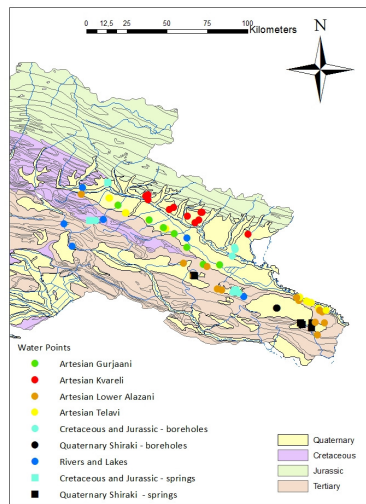 0 12,5 25 50 75 100
Kilometers
N
Water Points
Artesian Gurjaani
Artesian Kvareli
Artesian Lower Alazani
Artesian Telavi
Cretaceous and Jurassic - boreholes
Quaternary Shiraki - boreholes
Rivers and Lakes
Cretaceous and Jurassic - springs
Quaternary Shiraki - springs
Quaternary
Cretaceous
Jurassic
Tertiary